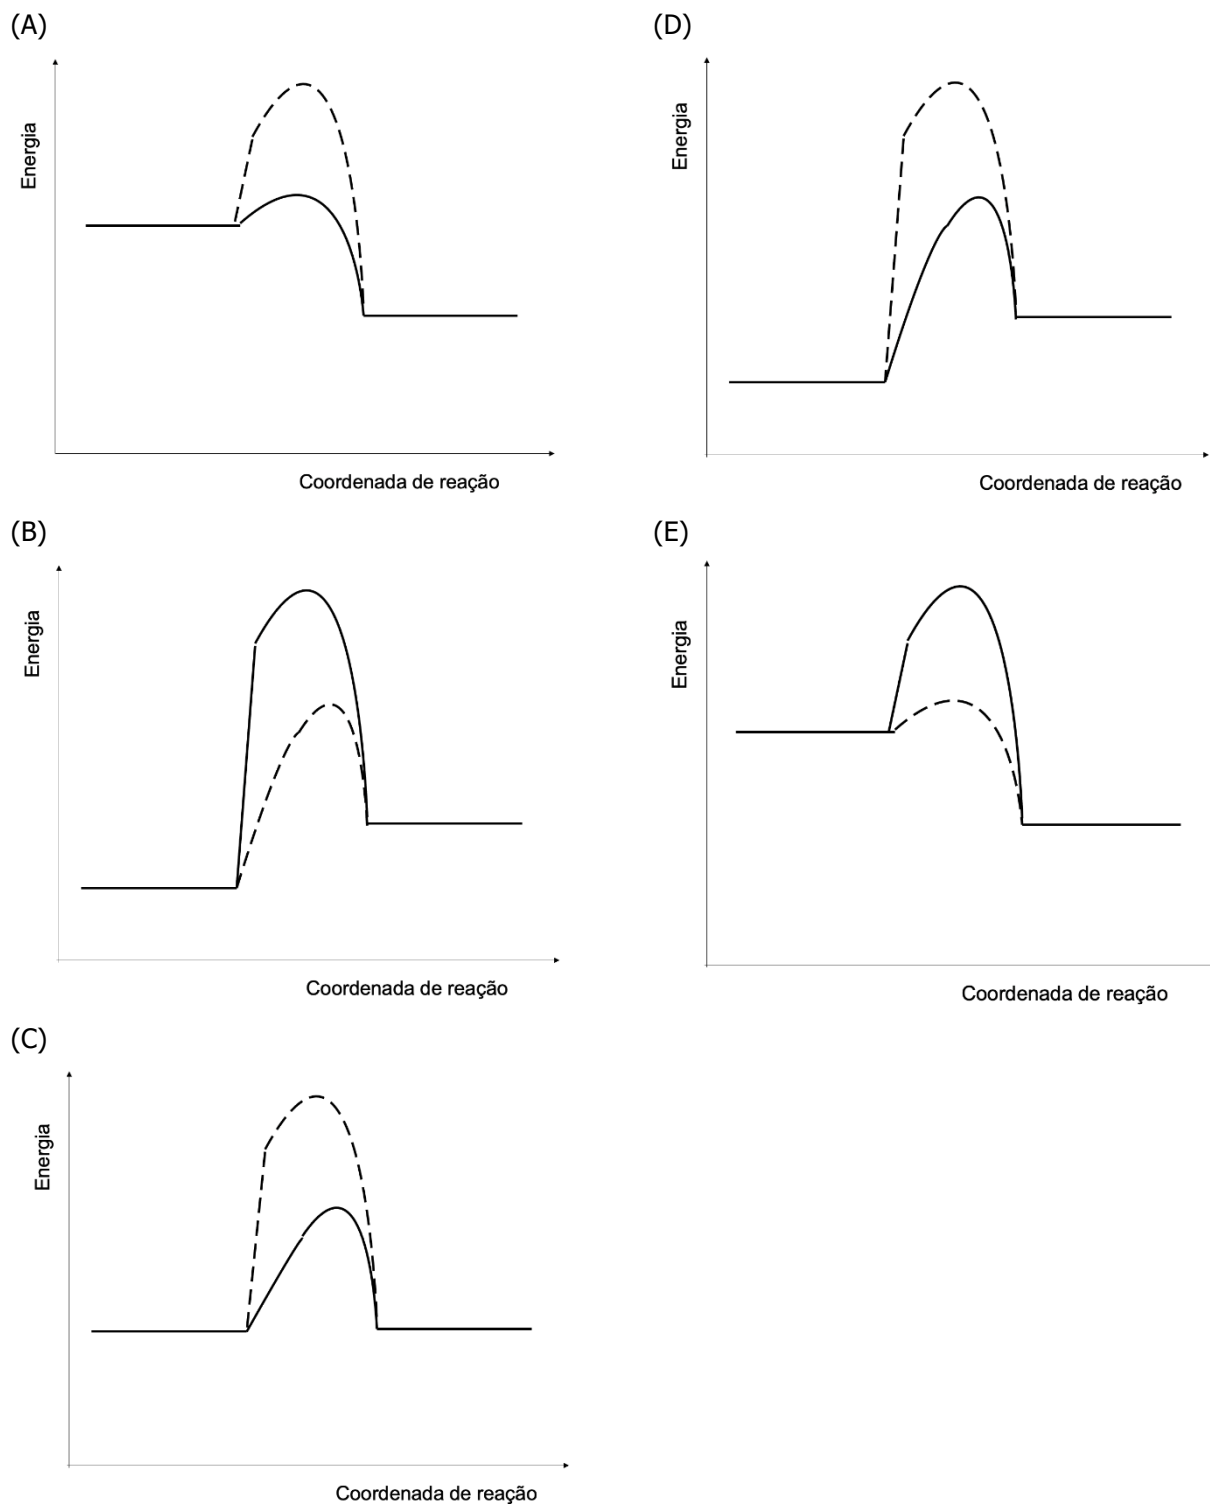 (A)
Energia
Coordenada de reação
(B)
Energia
Coordenada de reação
(C)
Energia
Coordenada de reação
(D)
Energia
Coordenada de reação
(E)
Energia
Coordenada de reação